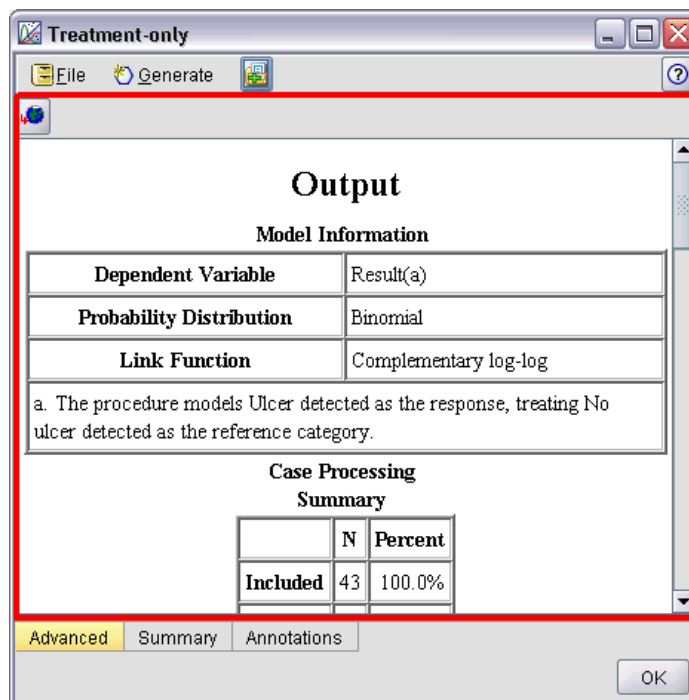 Treatment-only
File Generate
Output
Model Information
Dependent Variable Result(a)
Probability Distribution Binomial
Link Function Complementary log-log
a. The procedure models Ulcer detected as the response, treating No
ulcer detected as the reference category.
Case Processing
Summary
N Percent
Included 43 100.0%
Advanced Summary Annotations
OK